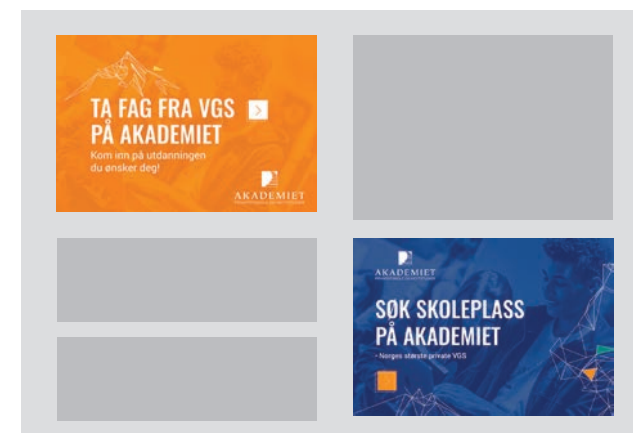 TA FAG FRA VGS
PÅ AKADEMIET
Kom inn på utdanningen
du ønsker deg!
AKADEMIET
AKADEMIET
SØK SKOLEPLASS
PÅ AKADEMIET
- Norges største private VGS